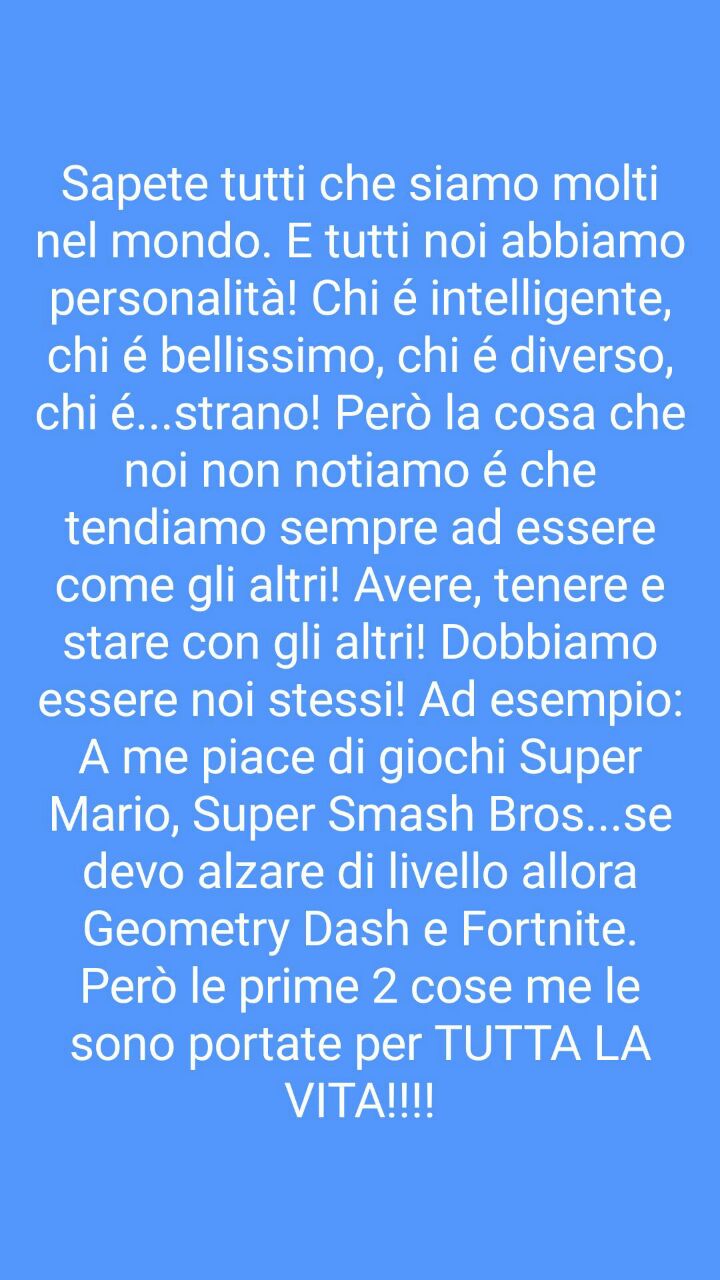 Sapete tutti che siamo molti
nel mondo. E tutti noi abbiamo
personalità! Chi é intelligente,
chi é bellissimo, chi é diverso,
chi é...strano! Però la cosa che
noi non notiamo é che
tendiamo sempre ad essere
come gli altri! Avere, tenere e
stare con gli altri! Dobbiamo
essere noi stessi! Ad esempio:
A me piace di giochi Super
Mario, Super Smash Bros...se
devo alzare di livello allora
Geometry Dash e Fortnite.
Però le prime 2 cose me le
sono portate per TUTTA LA
VITA!!!!